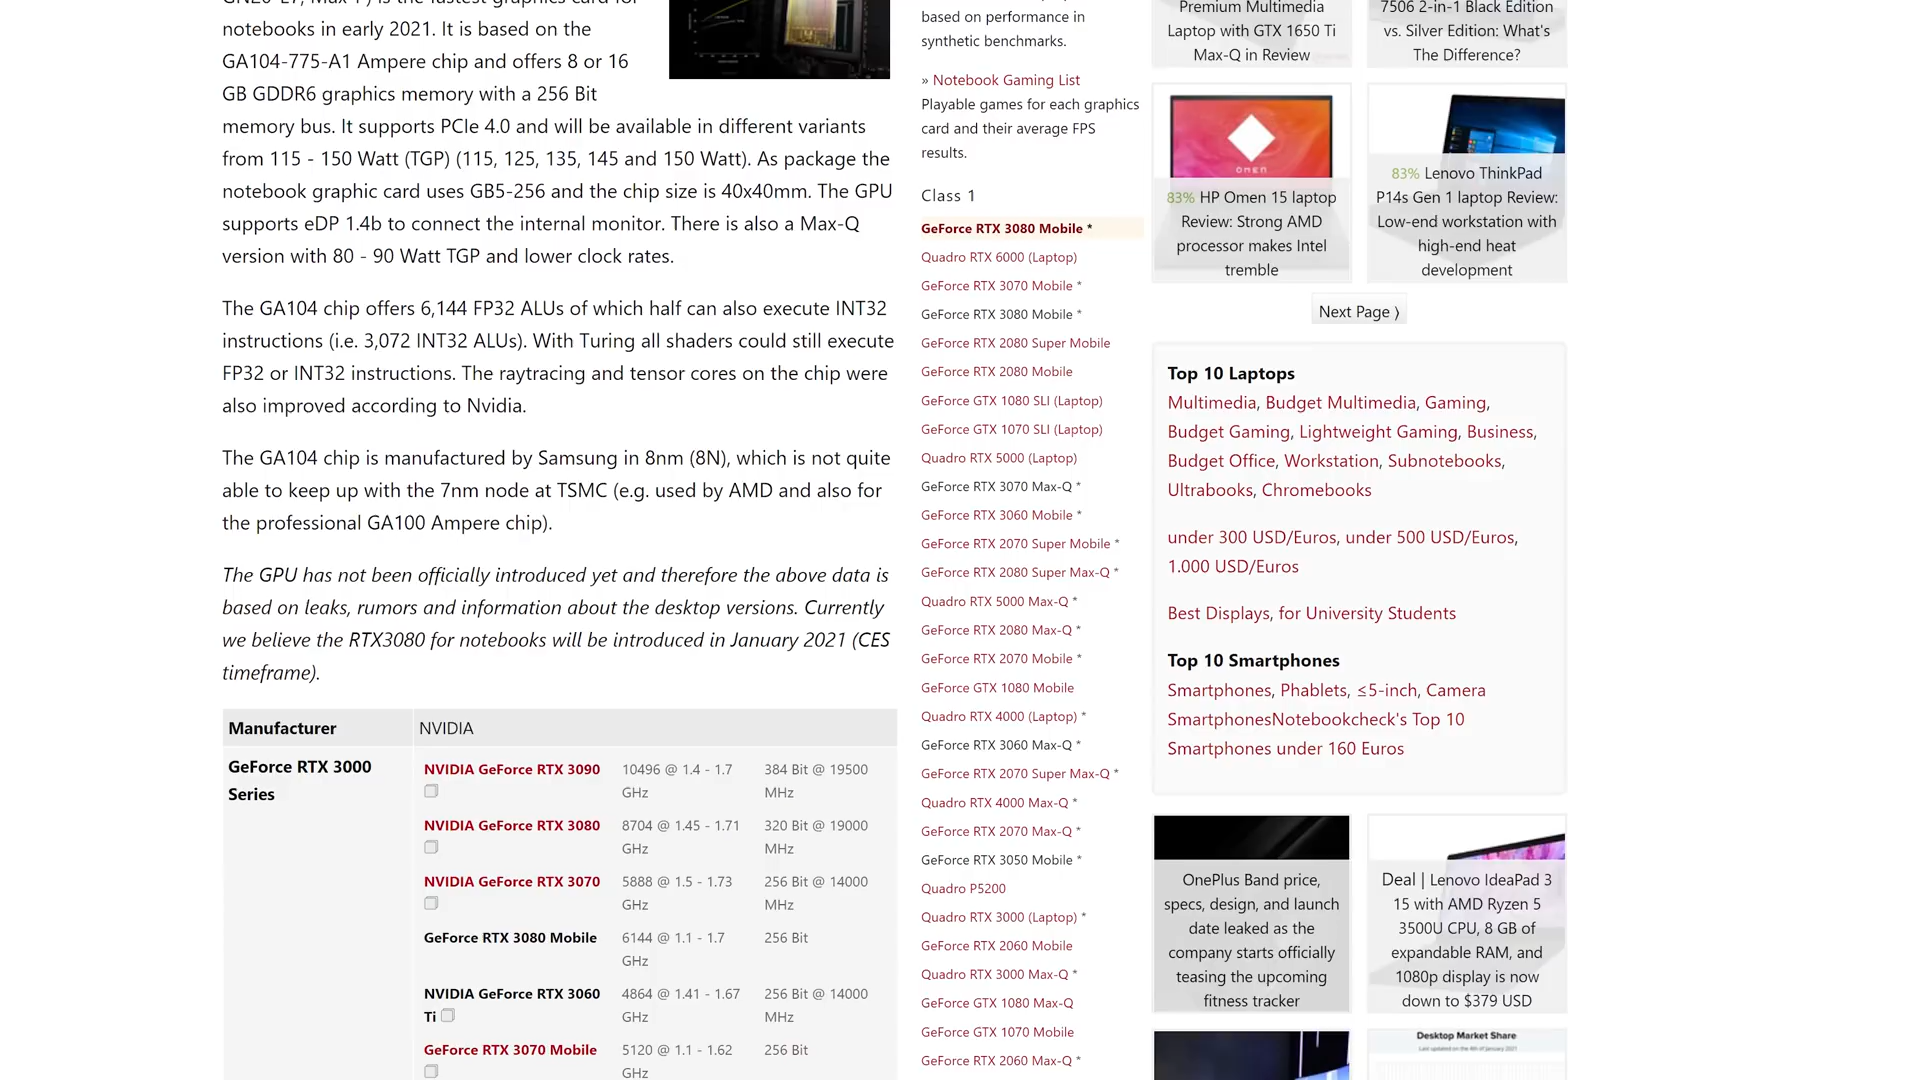 notebooks in early 2021. It is based on the
GA104-775-A1 Ampere chip and offers 8 or 16
GB GDDR6 graphics memory with a 256 Bit
memory bus. It supports PCIe 4.0 and will be available in different variants
from 115 - 150 Watt (TGP) (115, 125, 135, 145 and 150 Watt). As package the
notebook graphic card uses GB5-256 and the chip size is 40x40mm. The GPU
supports eDP 1.4b to connect the internal monitor. There is also a Max-Q
version with 80 - 90 Watt TGP and lower clock rates.
The GA104 chip offers 6,144 FP32 ALUs of which half can also execute INT32
instructions (i.e. 3,072 INT32 ALUs). With Turing all shaders could still execute
FP32 or INT32 instructions. The raytracing and tensor cores on the chip were
also improved according to Nvidia.
The GA104 chip is manufactured by Samsung in 8nm (8N), which is not quite
able to keep up with the 7nm node at TSMC (e.g. used by AMD and also for
the professional GA100 Ampere chip).
The GPU has not been officially introduced yet and therefore the above data is
based on leaks, rumors and information about the desktop versions. Currently
we believe the RTX3080 for notebooks will be introduced in January 2021 (CES
timeframe).
Manufacturer NVIDIA
GeForce RTX 3000
Series
NVIDIA GeForce RTX 3090 10496 @ 1.4 - 1.7 384 Bit @ 19500
GHz MHz
NVIDIA GeForce RTX 3080 8704 @ 1.45 - 1.71 320 Bit @ 19000
GHz MHz
NVIDIA GeForce RTX 3070 5888 @ 1.5 - 1.73 256 Bit @ 14000
GHz MHz
GeForce RTX 3080 Mobile 6144 @ 1.1 - 1.7 256 Bit
GHz
NVIDIA GeForce RTX 3060 4864 @ 1.41 - 1.67 256 Bit @ 14000
Ti GHz MHz
GeForce RTX 3070 Mobile 5120 @ 1.1 - 1.62 256 Bit
GHz
based on performance in
synthetic benchmarks.
» Notebook Gaming List
Playable games for each graphics
card and their average FPS
results.
Class 1
GeForce RTX 3080 Mobile *
Quadro RTX 6000 (Laptop)
GeForce RTX 3070 Mobile *
GeForce RTX 3080 Mobile *
GeForce RTX 2080 Super Mobile
GeForce RTX 2080 Mobile
GeForce GTX 1080 SLI (Laptop)
GeForce GTX 1070 SLI (Laptop)
Quadro RTX 5000 (Laptop)
GeForce RTX 3070 Max-Q *
GeForce RTX 3060 Mobile *
GeForce RTX 2070 Super Mobile *
GeForce RTX 2080 Super Max-Q *
Quadro RTX 5000 Max-Q *
GeForce RTX 2080 Max-Q *
GeForce RTX 2070 Mobile *
GeForce GTX 1080 Mobile
Quadro RTX 4000 (Laptop) *
GeForce RTX 3060 Max-Q *
GeForce RTX 2070 Super Max-Q *
Quadro RTX 4000 Max-Q *
GeForce RTX 2070 Max-Q *
GeForce RTX 3050 Mobile *
Quadro P5200
Quadro RTX 3000 (Laptop) *
GeForce RTX 2060 Mobile
Quadro RTX 3000 Max-Q *
GeForce GTX 1080 Max-Q
GeForce GTX 1070 Mobile
GeForce RTX 2060 Max-Q *
Premium Multimedia
Laptop with GTX 1650 Ti
Max-Q in Review
7506 2-in-1 Black Edition
vs. Silver Edition: What's
The Difference?
OMEN
83% HP Omen 15 laptop
Review: Strong AMD
processor makes Intel
tremble
83% Lenovo ThinkPad
P14s Gen 1 laptop Review:
Low-end workstation with
high-end heat
development
Next Page ⟩
Top 10 Laptops
Multimedia, Budget Multimedia, Gaming,
Budget Gaming, Lightweight Gaming, Business,
Budget Office, Workstation, Subnotebooks,
Ultrabooks, Chromebooks
under 300 USD/Euros, under 500 USD/Euros,
1.000 USD/Euros
Best Displays, for University Students
Top 10 Smartphones
Smartphones, Phablets, ≤5-inch, Camera
SmartphonesNotebookcheck's Top 10
Smartphones under 160 Euros
OnePlus Band price,
specs, design, and launch
date leaked as the
company starts officially
teasing the upcoming
fitness tracker
Deal | Lenovo IdeaPad 3
15 with AMD Ryzen 5
3500U CPU, 8 GB of
expandable RAM, and
1080p display is now
down to $379 USD
Desktop Market Share